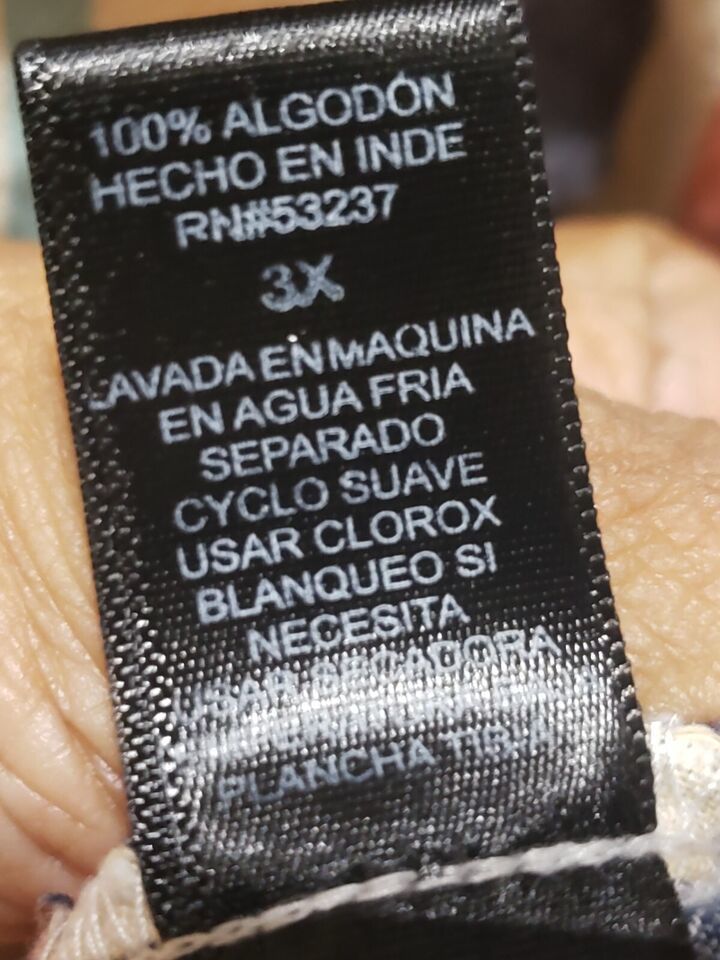 100% ALGODÓN
HECHO EN INDE
RN#53237
3X
LAVADA EN MAQUINA
EN AGUA FRIA
SEPARADO
CYCLO SUAVE
USAR CLOROX
BLANQUEO SI
NECESITA
USAR SECADORA
PLANCHA TIBIA